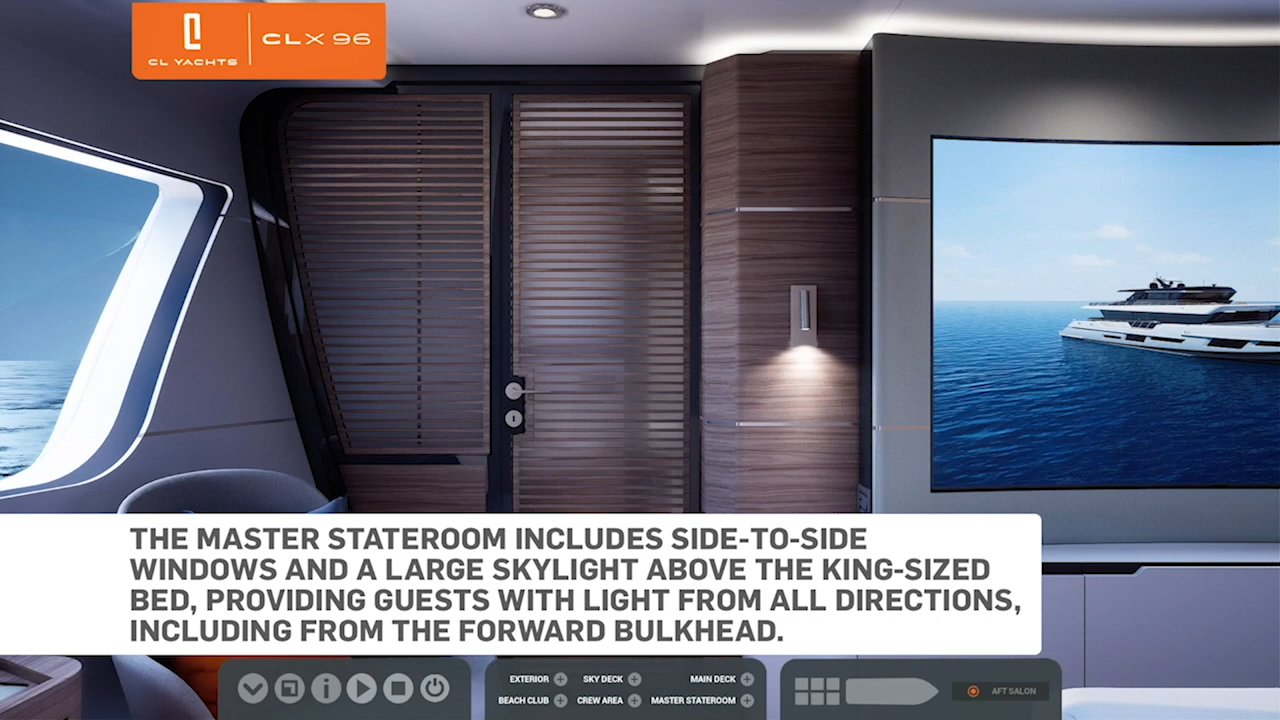 CL YACHTS
CLX 96
THE MASTER STATEROOM INCLUDES SIDE-TO-SIDE
WINDOWS AND A LARGE SKYLIGHT ABOVE THE KING-SIZED
BED, PROVIDING GUESTS WITH LIGHT FROM ALL DIRECTIONS,
INCLUDING FROM THE FORWARD BULKHEAD.
EXTERIOR SKY DECK MAIN DECK
BEACH CLUB CREW AREA MASTER STATEROOM
AFT SALON